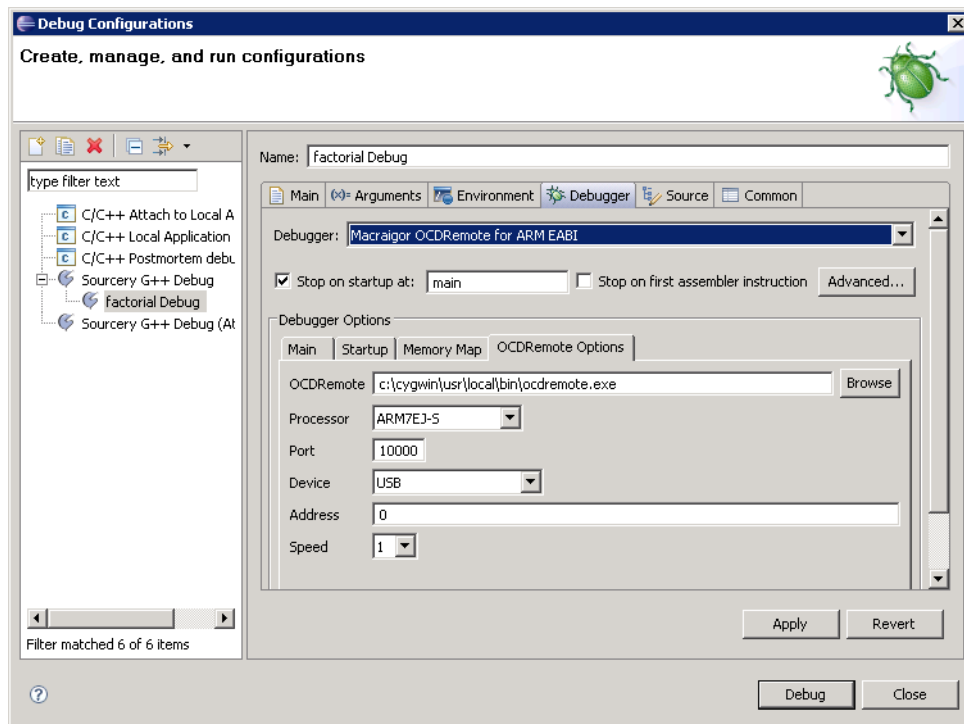 Debug Configurations
Create, manage, and run configurations
type filter text
C/C++ Attach to Local A
C/C++ Local Application
C/C++ Postmortem debu
Sourcery G++ Debug
factorial Debug
Sourcery G++ Debug (At
Filter matched 6 of 6 items
Name: factorial Debug
Main (x)= Arguments Environment Debugger Source Common
Debugger: Macraigor OCDRemote for ARM EABI
Stop on startup at: main Stop on first assembler instruction Advanced...
Debugger Options
Main Startup Memory Map OCDRemote Options
OCDRemote c:\cygwin\usr\local\bin\ocdremote.exe Browse
Processor ARM7EJ-S
Port 10000
Device USB
Address 0
Speed 1
Apply Revert
? Debug Close